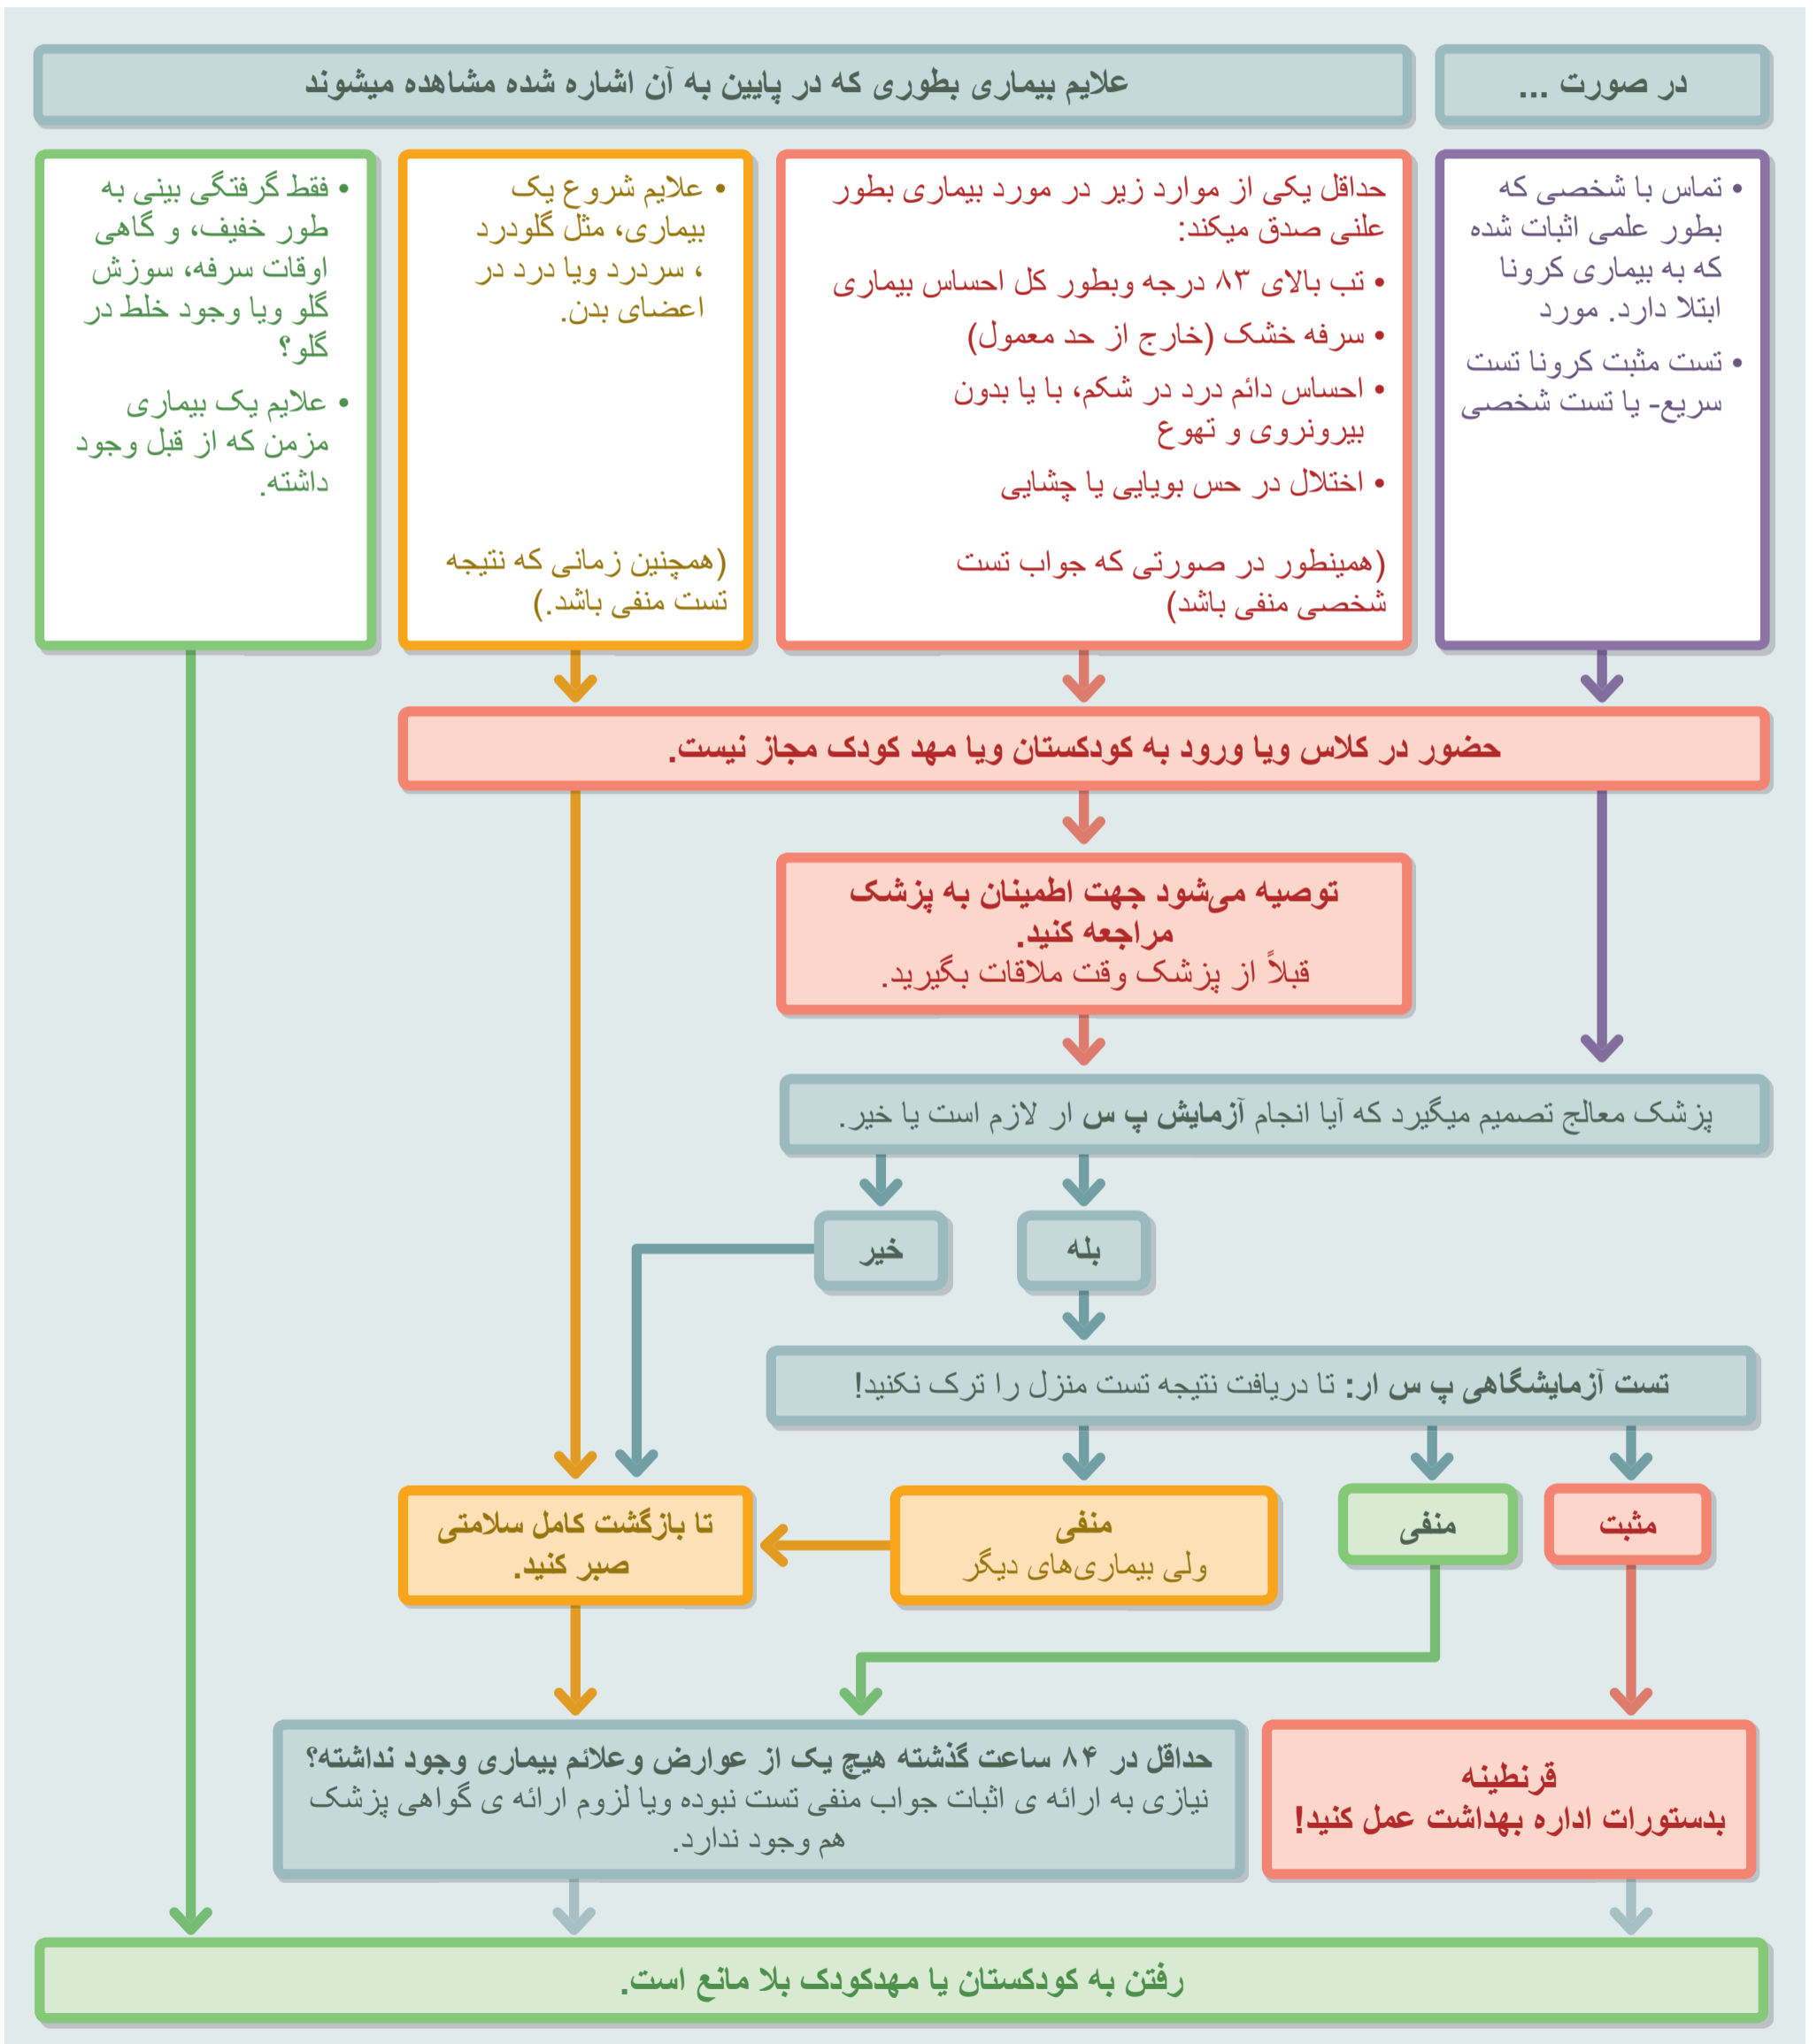 در صورت ...
علایم بیماری بطوری که در پایین به آن اشاره شده مشاهده میشوند
• تماس با شخصی که
بطور علمی اثبات شده
که به بیماری کرونا
ابتلا دارد. مورد
• تست مثبت کرونا تست
سریع- یا تست شخصی
حداقل یکی از موارد زیر در مورد بیماری بطور
علنی صدق میکند:
• تب بالای ۸۳ درجه وبطور کل احساس بیماری
• سرفه خشک (خارج از حد معمول)
• احساس دائم درد در شکم، با یا بدون
بیرونروی و تهوع
• اختلال در حس بویایی یا چشایی
(همینطور در صورتی که جواب تست
شخصی منفی باشد)
• علایم شروع یک
بیماری، مثل گلودرد
، سردرد ویا درد در
اعضای بدن.
(همچنین زمانی که نتیجه
تست منفی باشد.)
• فقط گرفتگی بینی به
طور خفیف، و گاهی
اوقات سرفه، سوزش
گلو ویا وجود خلط در
گلو؟
• علایم یک بیماری
مزمن که از قبل وجود
داشته.
حضور در کلاس ویا ورود به کودکستان ویا مهد کودک مجاز نیست.
توصیه می‌شود جهت اطمینان به پزشک
مراجعه کنید.
قبلاً از پزشک وقت ملاقات بگیرید.
پزشک معالج تصمیم میگیرد که آیا انجام آزمایش پ س ار لازم است یا خیر.
بله
خیر
تست آزمایشگاهی پ س ار: تا دریافت نتیجه تست منزل را ترک نکنید!
مثبت
منفی
منفی
ولی بیماری‌های دیگر
تا بازگشت کامل سلامتی
صبر کنید.
قرنطینه
بدستورات اداره بهداشت عمل کنید!
حداقل در ۸۴ ساعت گذشته هیچ یک از عوارض وعلائم بیماری وجود نداشته؟
نیازی به ارائه ی اثبات جواب منفی تست نبوده ویا لزوم ارائه ی گواهی پزشک
هم وجود ندارد.
رفتن به کودکستان یا مهدکودک بلا مانع است.